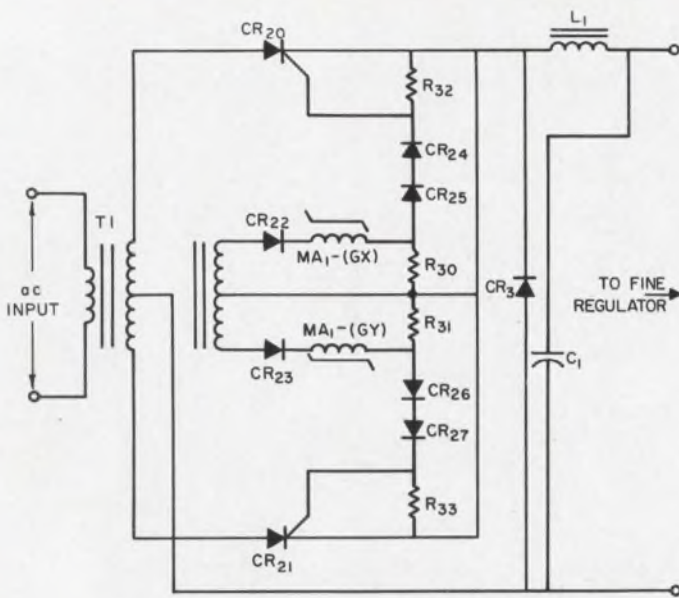 CR20
L1
R32
CR24
CR25
T1
CR22
MA1-(GX)
R30
ac
INPUT
CR3
TO FINE
REGULATOR
R31
MA1-(GY)
C1
CR23
CR26
CR27
R33
CR21